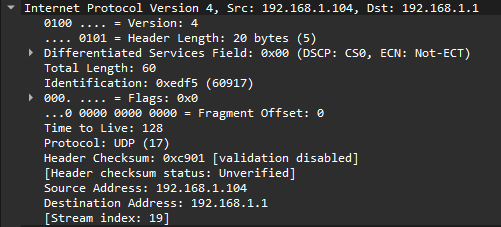 Internet Protocol Version 4, Src: 192.168.1.104, Dst: 192.168.1.1
0100 .... = Version: 4
.... 0101 = Header Length: 20 bytes (5)
Differentiated Services Field: 0x00 (DSCP: CS0, ECN: Not-ECT)
Total Length: 60
Identification: 0xedf5 (60917)
000. .... = Flags: 0x0
...0 0000 0000 0000 = Fragment Offset: 0
Time to Live: 128
Protocol: UDP (17)
Header Checksum: 0xc901 [validation disabled]
[Header checksum status: Unverified]
Source Address: 192.168.1.104
Destination Address: 192.168.1.1
[Stream index: 19]